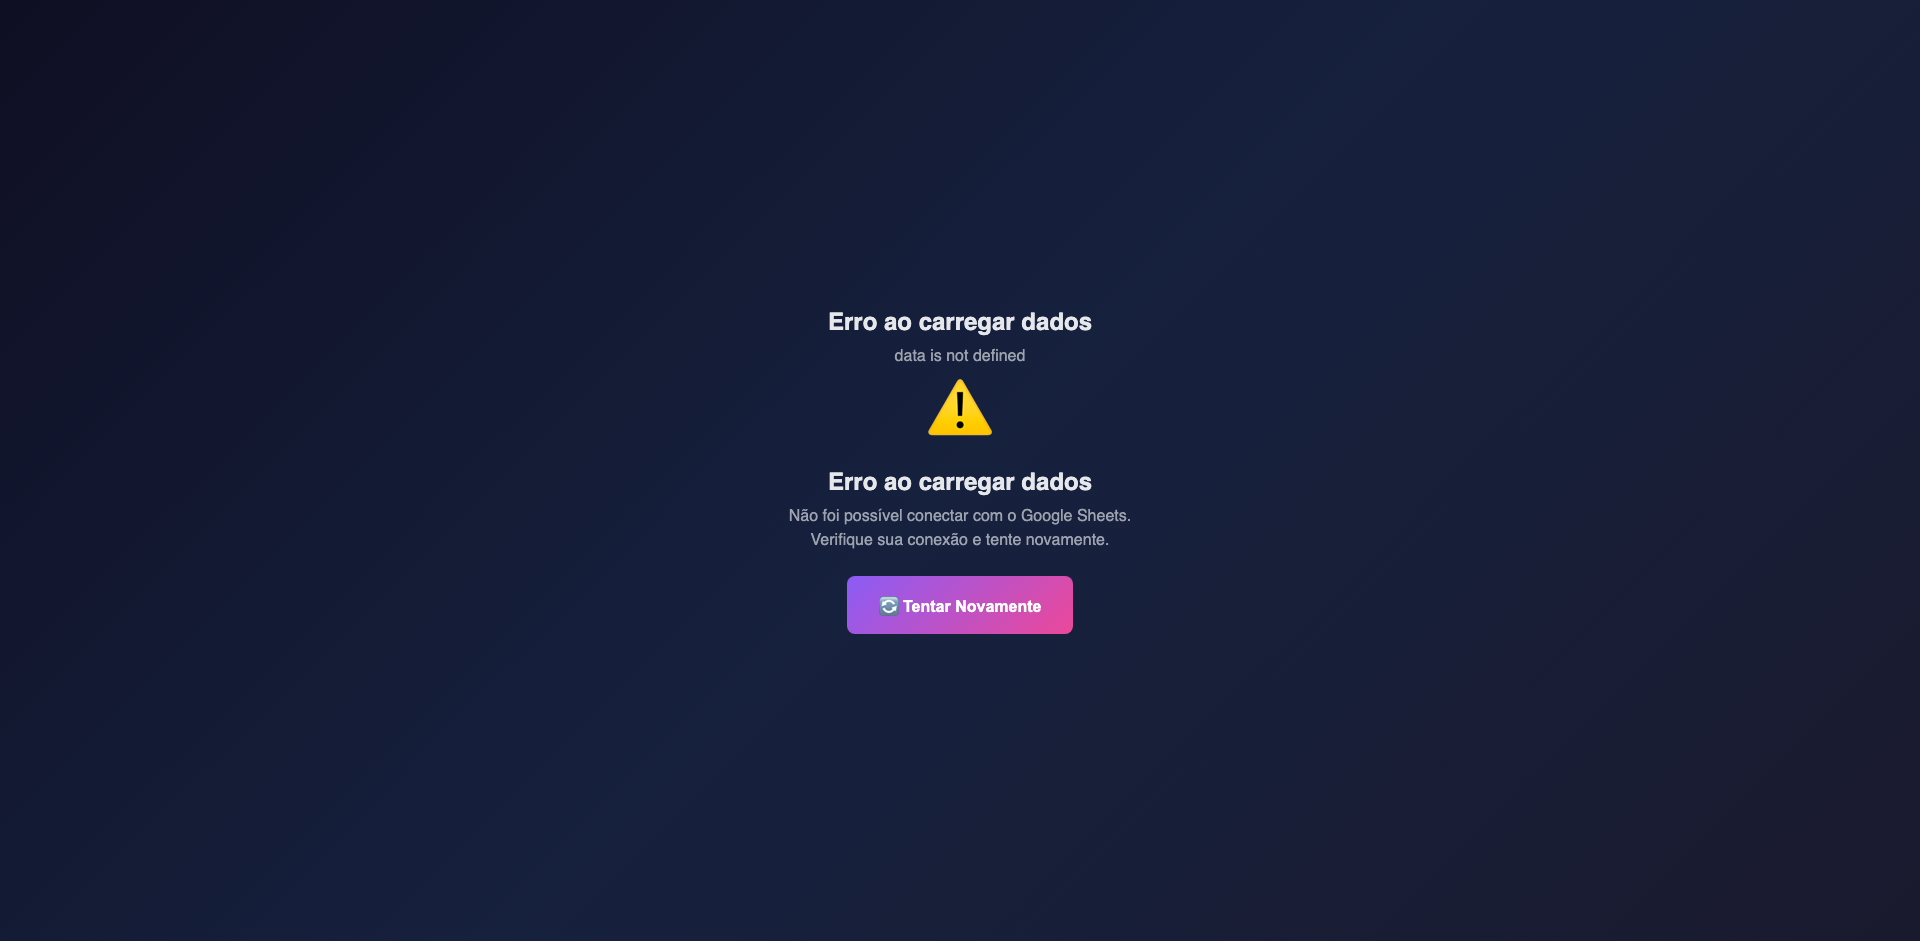 Erro ao carregar dados
data is not defined
Erro ao carregar dados
Não foi possível conectar com o Google Sheets.
Verifique sua conexão e tente novamente.
🔄 Tentar Novamente